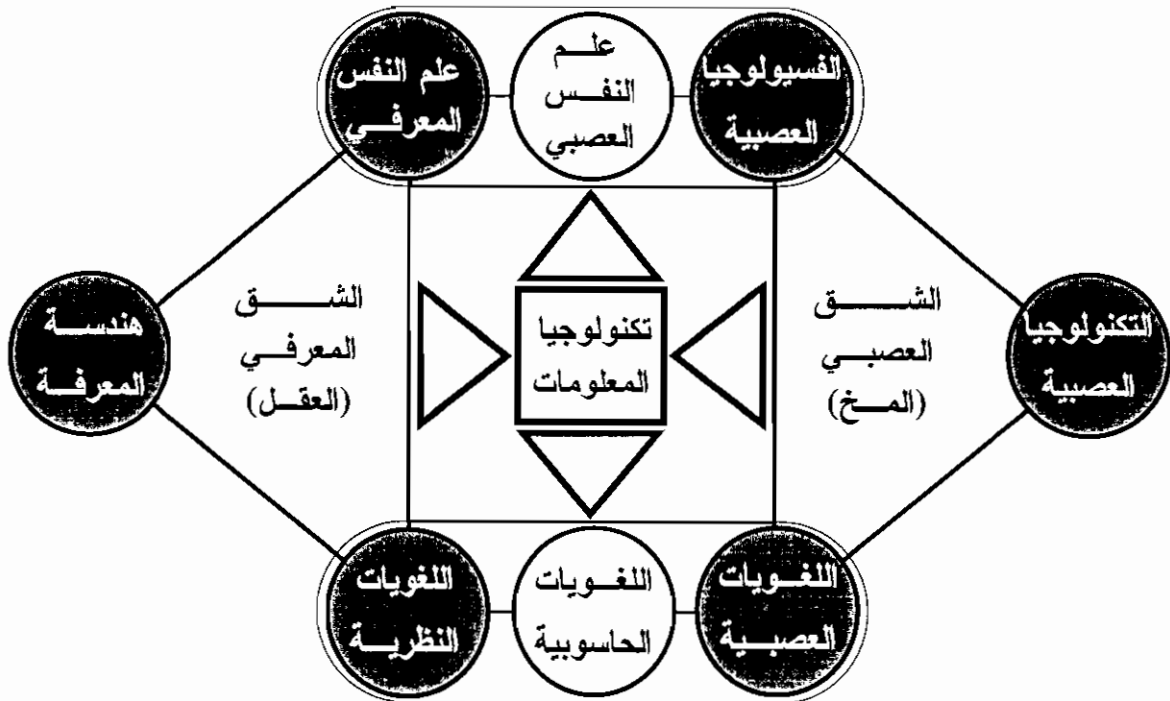 الفسيولوجيا
العصبية
علم
النفس
العصبي
علم النفس
المعرفي
التكنولوجيا
العصبية
الشق
العصبي
(المخ)
تكنولوجيا
المعلومات
الشق
المعرفي
(العقل)
هندسة
المعرفة
اللغويات
العصبية
اللغويات
الحاسوبية
اللغويات
النظرية